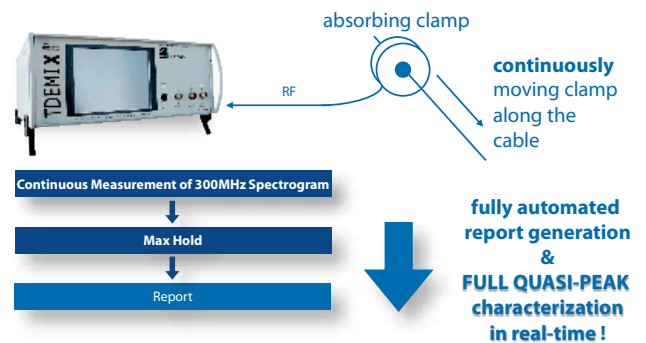 absorbing clamp
TDEMI X
RF
continuously
moving clamp
along the
cable
Continuous Measurement of 300MHz Spectrogram
Max Hold
Report
fully automated
report generation
&
FULL QUASI-PEAK
characterization
in real-time !